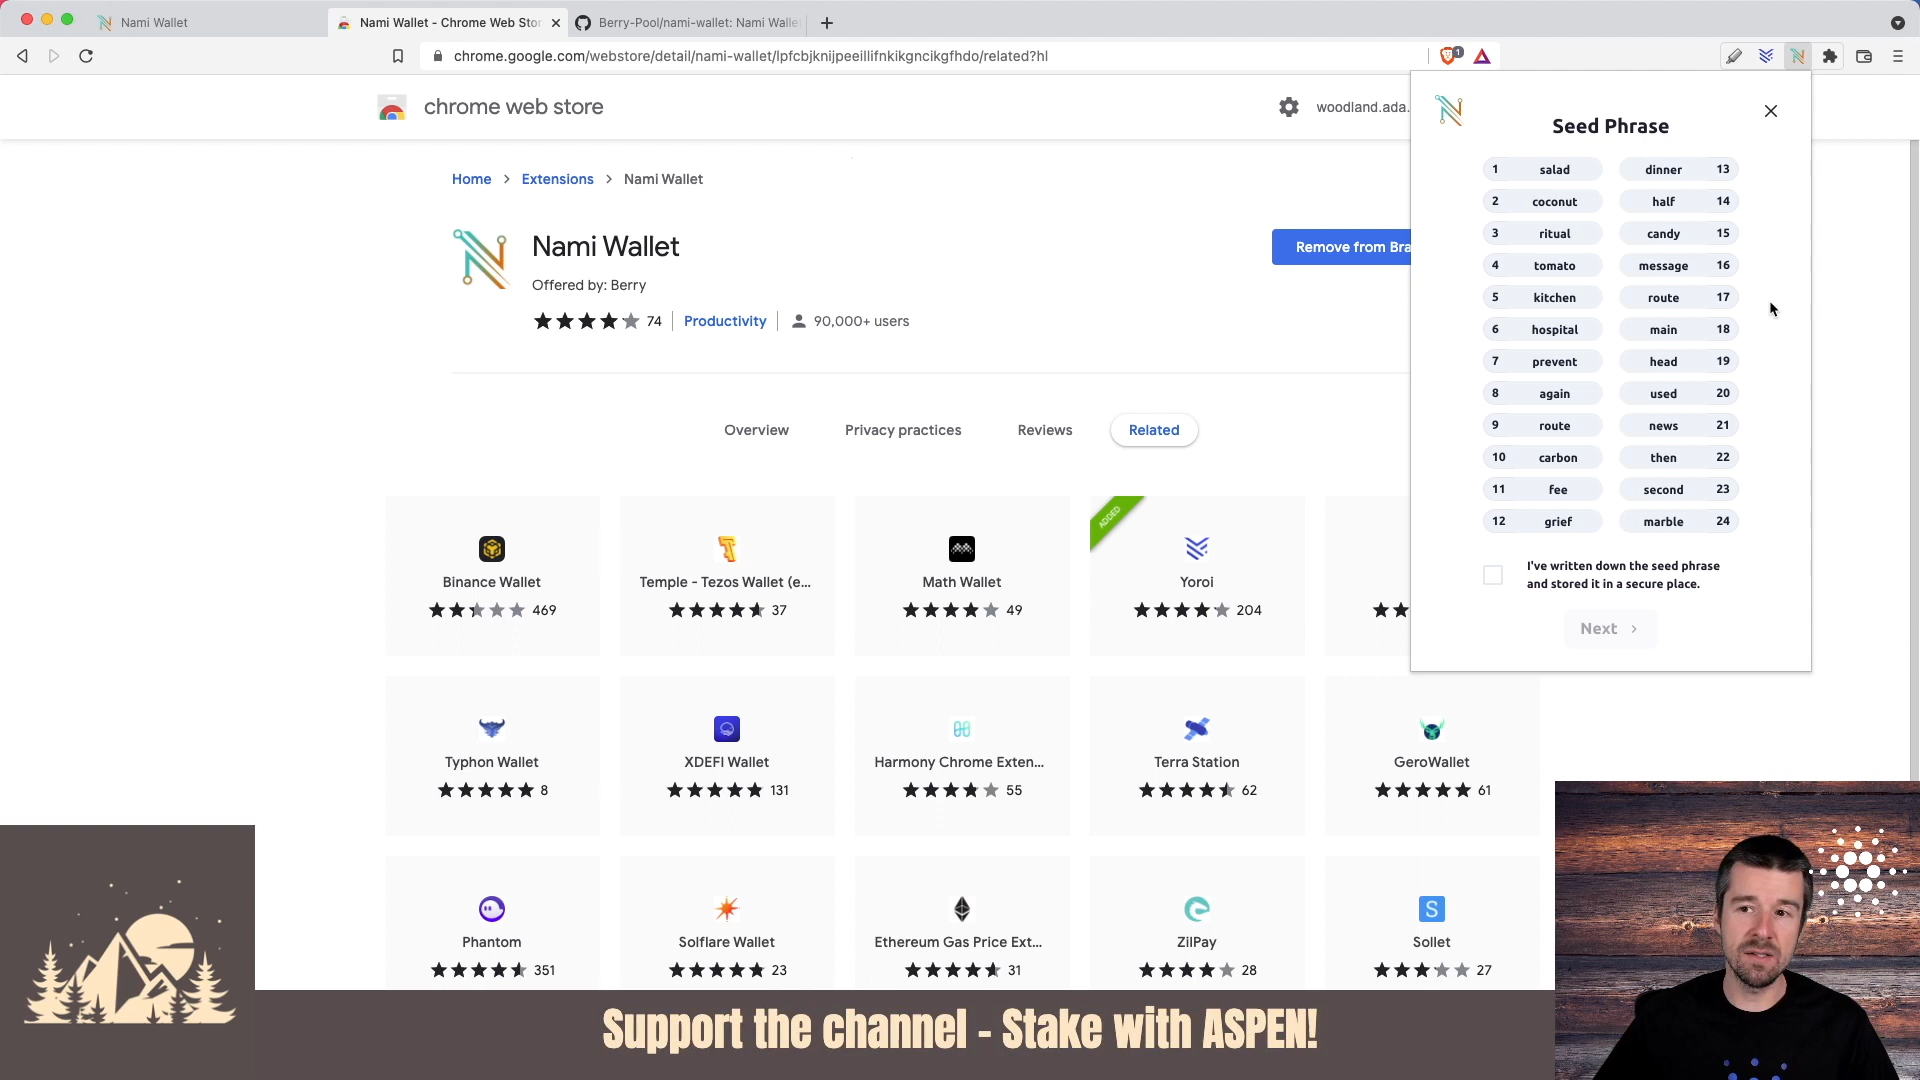 Nami Wallet
Nami Wallet - Chrome Web Stor
Berry-Pool/nami-wallet: Nami Walle
chrome.google.com/webstore/detail/nami-wallet/lpfcbjknijpeeillifnkikgncikgfhdo/related?hl
1
chrome web store
woodland.ada.
Home > Extensions > Nami Wallet
Nami Wallet
Remove from Bra
Offered by: Berry
74 Productivity 90,000+ users
Overview Privacy practices Reviews Related
ADDED
Binance Wallet
469
Temple - Tezos Wallet (e...
37
Math Wallet
49
Yoroi
204
Typhon Wallet
8
XDEFI Wallet
131
Harmony Chrome Exten...
55
Terra Station
62
GeroWallet
61
Phantom
351
Solflare Wallet
23
Ethereum Gas Price Ext...
31
ZilPay
28
S
Sollet
27
Seed Phrase
1 salad dinner 13
2 coconut half 14
3 ritual candy 15
4 tomato message 16
5 kitchen route 17
6 hospital main 18
7 prevent head 19
8 again used 20
9 route news 21
10 carbon then 22
11 fee second 23
12 grief marble 24
I've written down the seed phrase
and stored it in a secure place.
Next >
Support the channel - Stake with ASPEN!